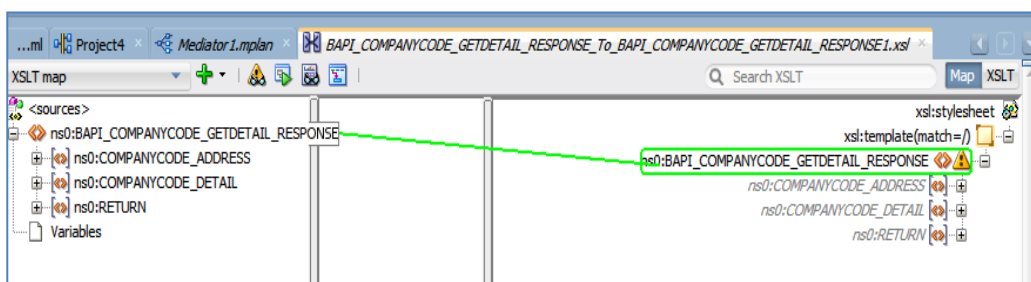 ...ml Project4 Mediator1.mplan BAPI_COMPANYCODE_GETDETAIL_RESPONSE_To_BAPI_COMPANYCODE_GETDETAIL_RESPONSE1.xsl
XSLT map Search XSLT Map XSLT
<sources> xsl:stylesheet
ns0:BAPI_COMPANYCODE_GETDETAIL_RESPONSE xsl:template(match=/)
ns0:COMPANYCODE_ADDRESS ns0:BAPI_COMPANYCODE_GETDETAIL_RESPONSE
ns0:COMPANYCODE_DETAIL ns0:COMPANYCODE_ADDRESS
ns0:RETURN ns0:COMPANYCODE_DETAIL
Variables ns0:RETURN